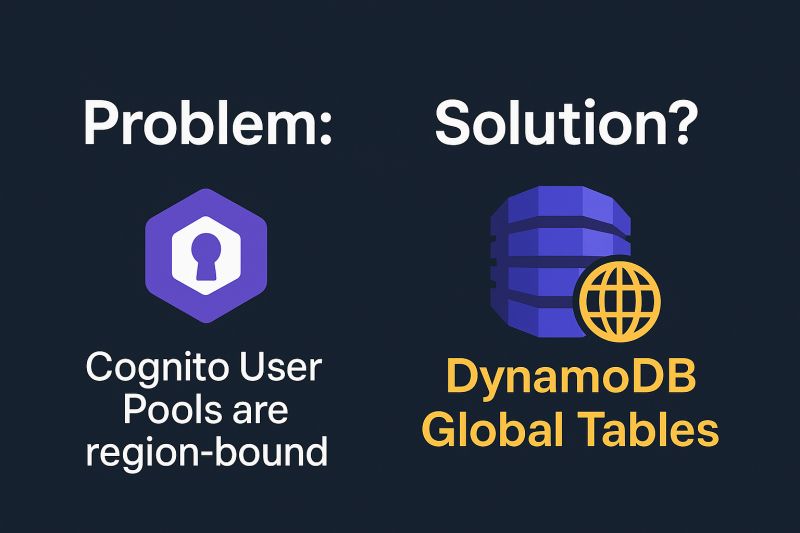 Problem:
Cognito User
Pools are
region-bound
Solution?
DynamoDB
Global Tables